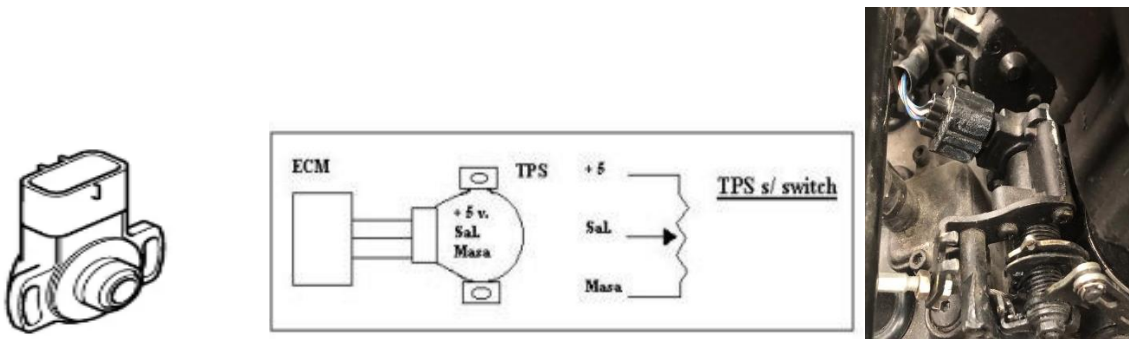 ECM
TPS
+ 5 v.
Sal.
Masa
+ 5
Sal.
Masa
TPS s/ switch